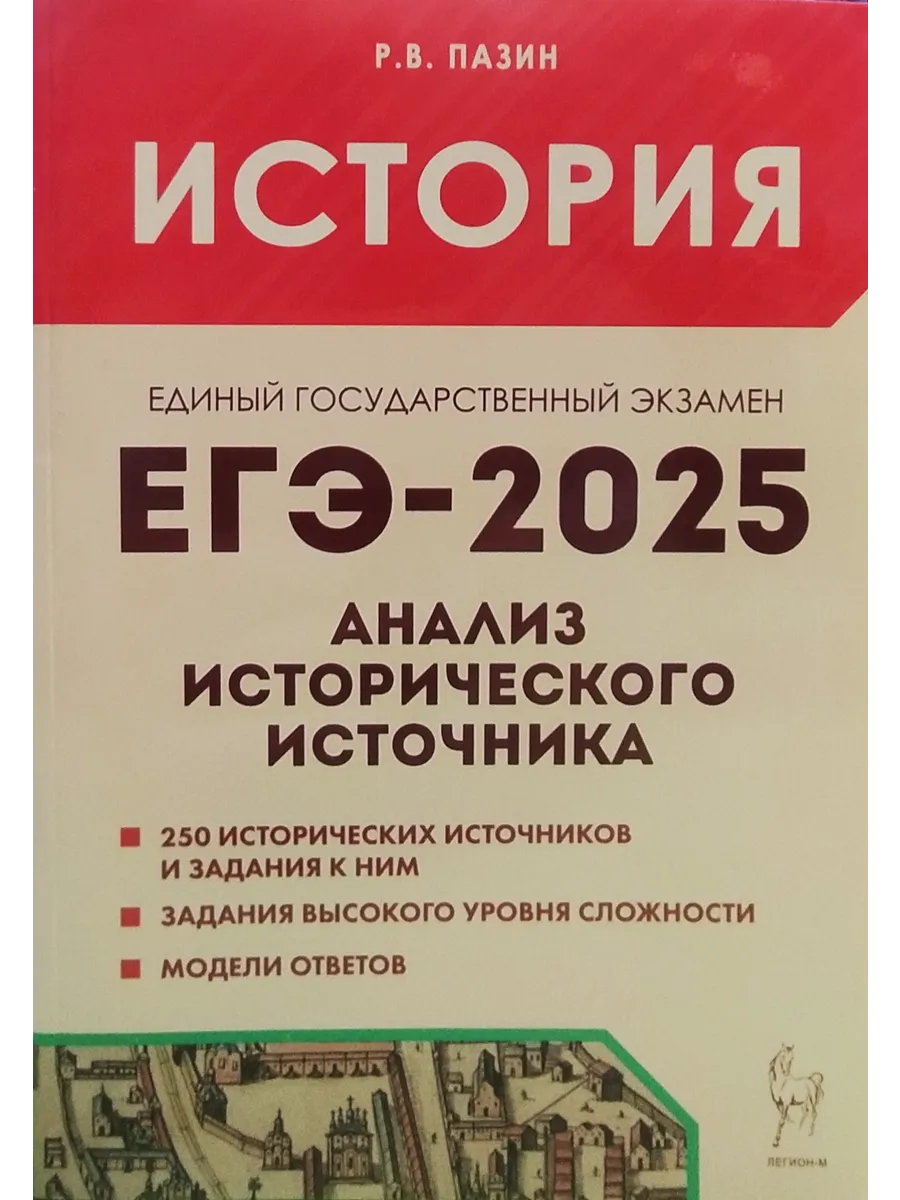 Р.В. ПАЗИН
ИСТОРИЯ
ЕДИНЫЙ ГОСУДАРСТВЕННЫЙ ЭКЗАМЕН
ЕГЭ-2025
АНАЛИЗ
ИСТОРИЧЕСКОГО
ИСТОЧНИКА
250 ИСТОРИЧЕСКИХ ИСТОЧНИКОВ
И ЗАДАНИЯ К НИМ
ЗАДАНИЯ ВЫСОКОГО УРОВНЯ СЛОЖНОСТИ
МОДЕЛИ ОТВЕТОВ
ЛЕГИОН-М